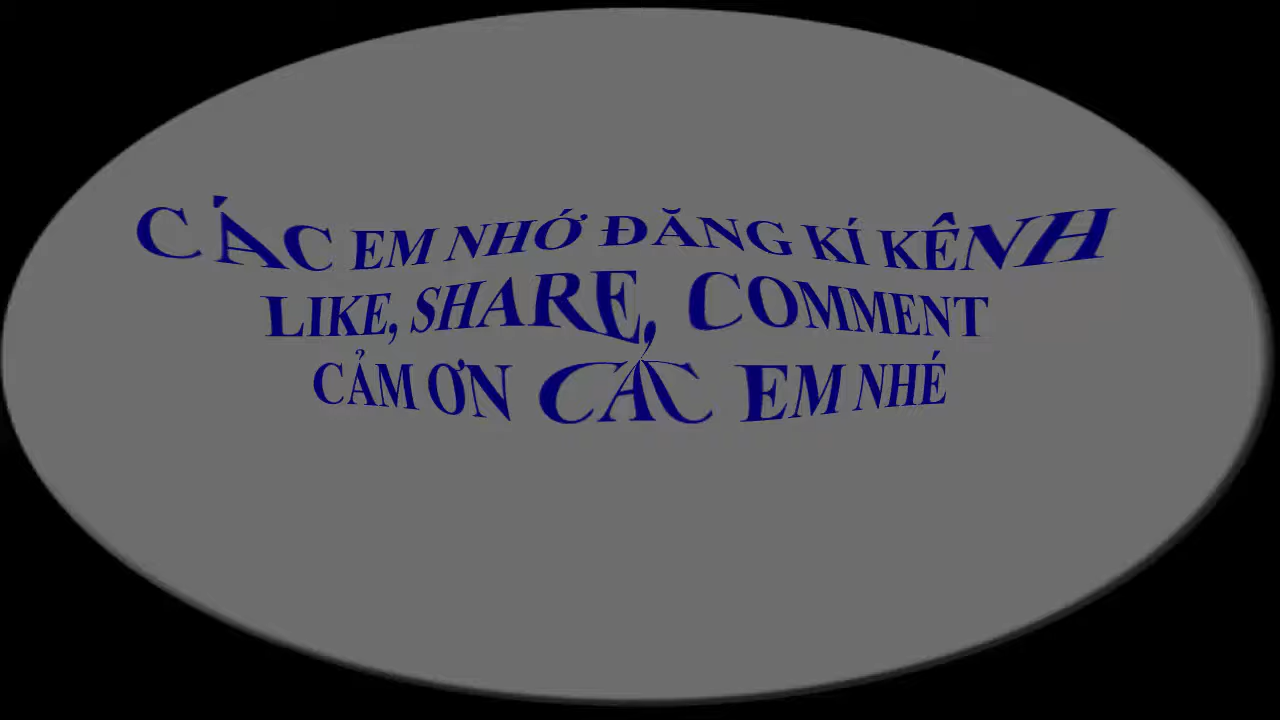 CÁC EM NHỚ ĐĂNG KÍ KÊNH
LIKE, SHARE, COMMENT
CẢM ƠN CÁC EM NHÉ